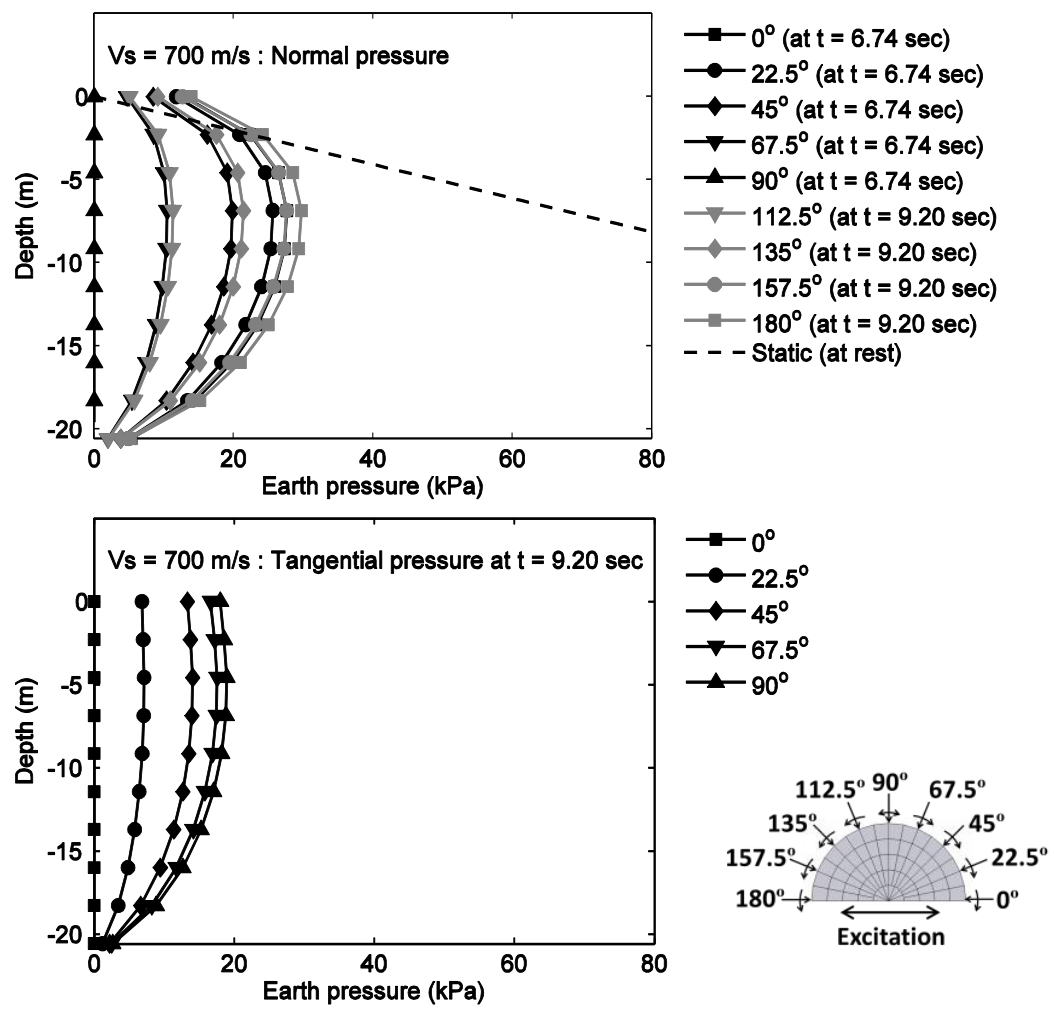 Vs = 700 m/s : Normal pressure
0
-5
-10
-15
-20
Depth (m)
0 20 40 60 80
Earth pressure (kPa)
0° (at t = 6.74 sec)
22.5° (at t = 6.74 sec)
45° (at t = 6.74 sec)
67.5° (at t = 6.74 sec)
90° (at t = 6.74 sec)
112.5° (at t = 9.20 sec)
135° (at t = 9.20 sec)
157.5° (at t = 9.20 sec)
180° (at t = 9.20 sec)
Static (at rest)
Vs = 700 m/s : Tangential pressure at t = 9.20 sec
0
-5
-10
-15
-20
Depth (m)
0 20 40 60 80
Earth pressure (kPa)
0°
22.5°
45°
67.5°
90°
112.5° 90° 67.5°
135° 45°
157.5° 22.5°
180° 0°
Excitation